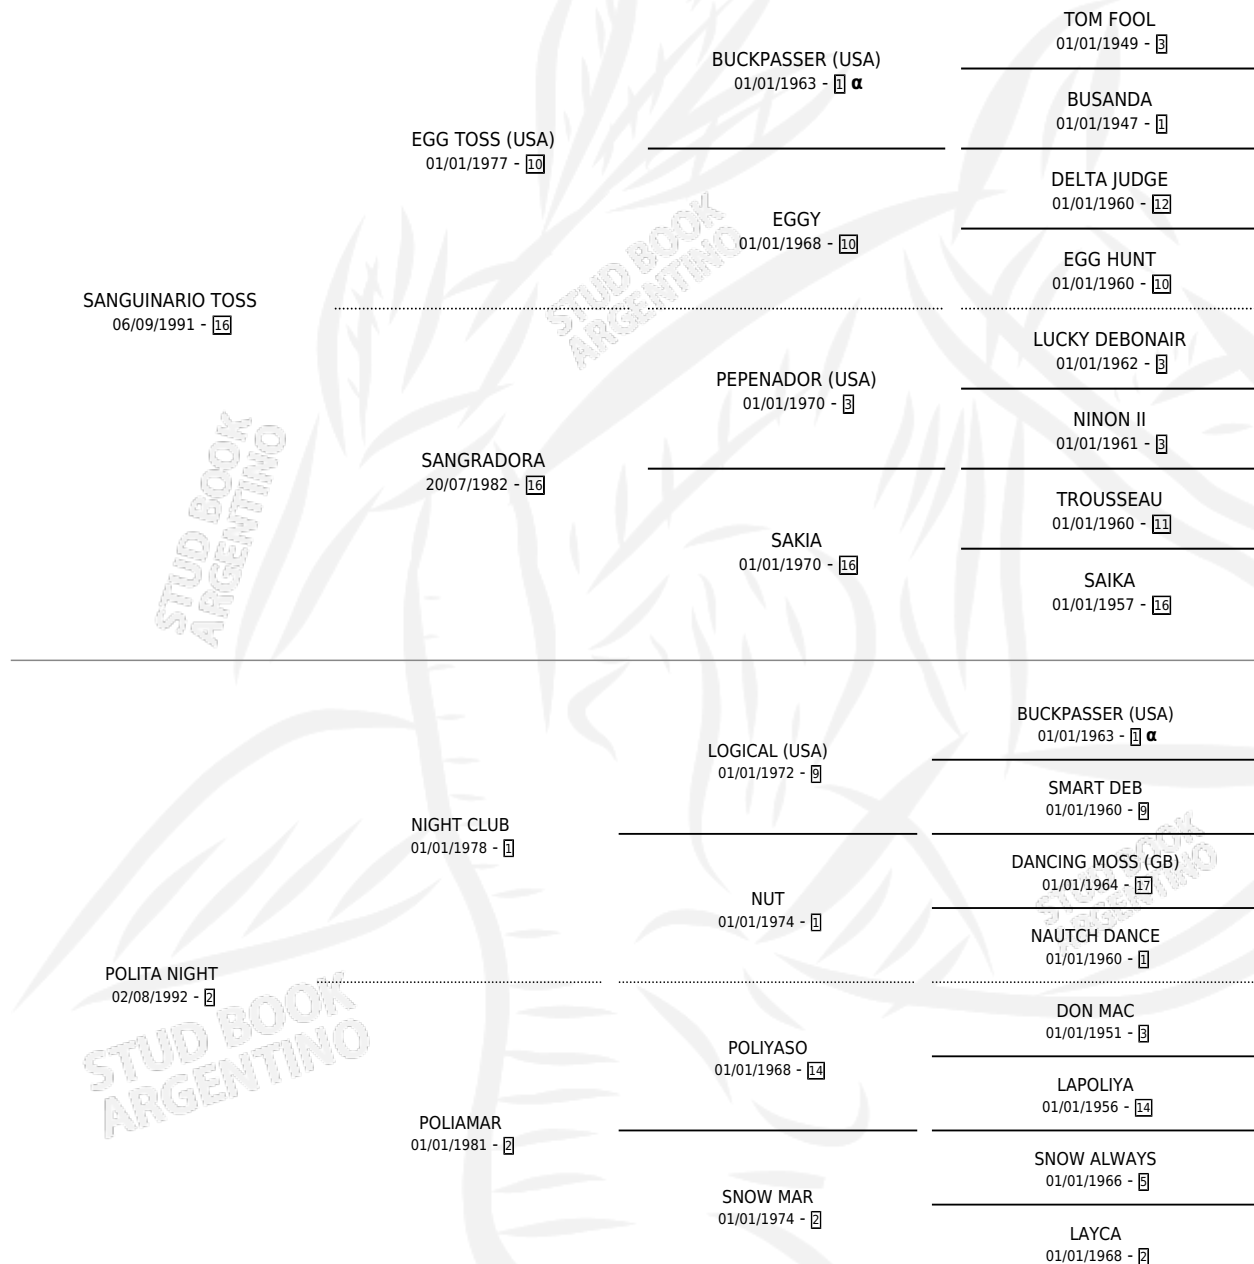 TOM FOOL
01/01/1949 - 3
BUCKPASSER (USA)
01/01/1963 - 1 α
BUSANDA
01/01/1947 - 1
EGG TOSS (USA)
01/01/1977 - 10
DELTA JUDGE
01/01/1960 - 12
EGGY
01/01/1968 - 10
EGG HUNT
01/01/1960 - 10
STUD BOOK
ARGENTINO
SANGUINARIO TOSS
06/09/1991 - 16
LUCKY DEBONAIR
01/01/1962 - 3
PEPENADOR (USA)
01/01/1970 - 3
NINON II
01/01/1961 - 3
SANGRADORA
20/07/1982 - 16
TROUSSEAU
01/01/1960 - 11
SAKIA
01/01/1970 - 16
SAIKA
01/01/1957 - 16
STUD BOOK
ARGENTINO
BUCKPASSER (USA)
01/01/1963 - 1 α
LOGICAL (USA)
01/01/1972 - 9
SMART DEB
01/01/1960 - 9
NIGHT CLUB
01/01/1978 - 1
DANCING MOSS (GB)
01/01/1964 - 17
STUD BOOK
ARGENTINO
NUT
01/01/1974 - 1
NAUTCH DANCE
01/01/1960 - 1
POLITA NIGHT
02/08/1992 - 2
STUD BOOK
ARGENTINO
DON MAC
01/01/1951 - 3
POLIYASO
01/01/1968 - 14
LAPOLIYA
01/01/1956 - 14
POLIAMAR
01/01/1981 - 2
SNOW ALWAYS
01/01/1966 - 5
SNOW MAR
01/01/1974 - 2
LAYCA
01/01/1968 - 2